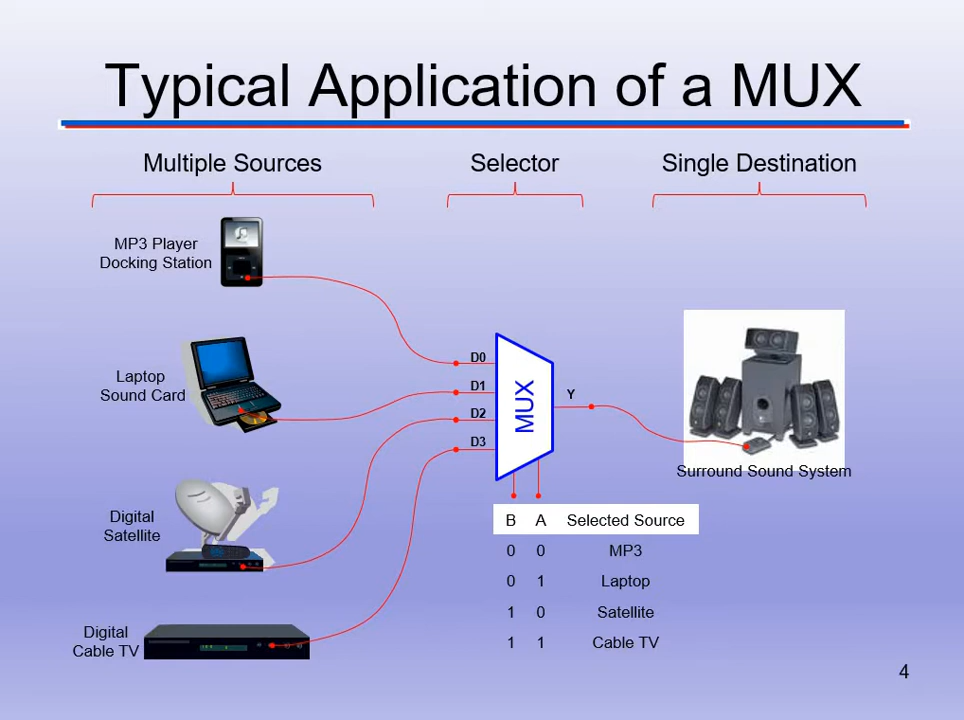 Typical Application of a MUX
Multiple Sources
Selector
Single Destination
MP3 Player
Docking Station
Laptop
Sound Card
Digital
Satellite
Digital
Cable TV
D0
D1
D2
D3
MUX
Y
Surround Sound System
B A Selected Source
0 0 MP3
0 1 Laptop
1 0 Satellite
1 1 Cable TV
4